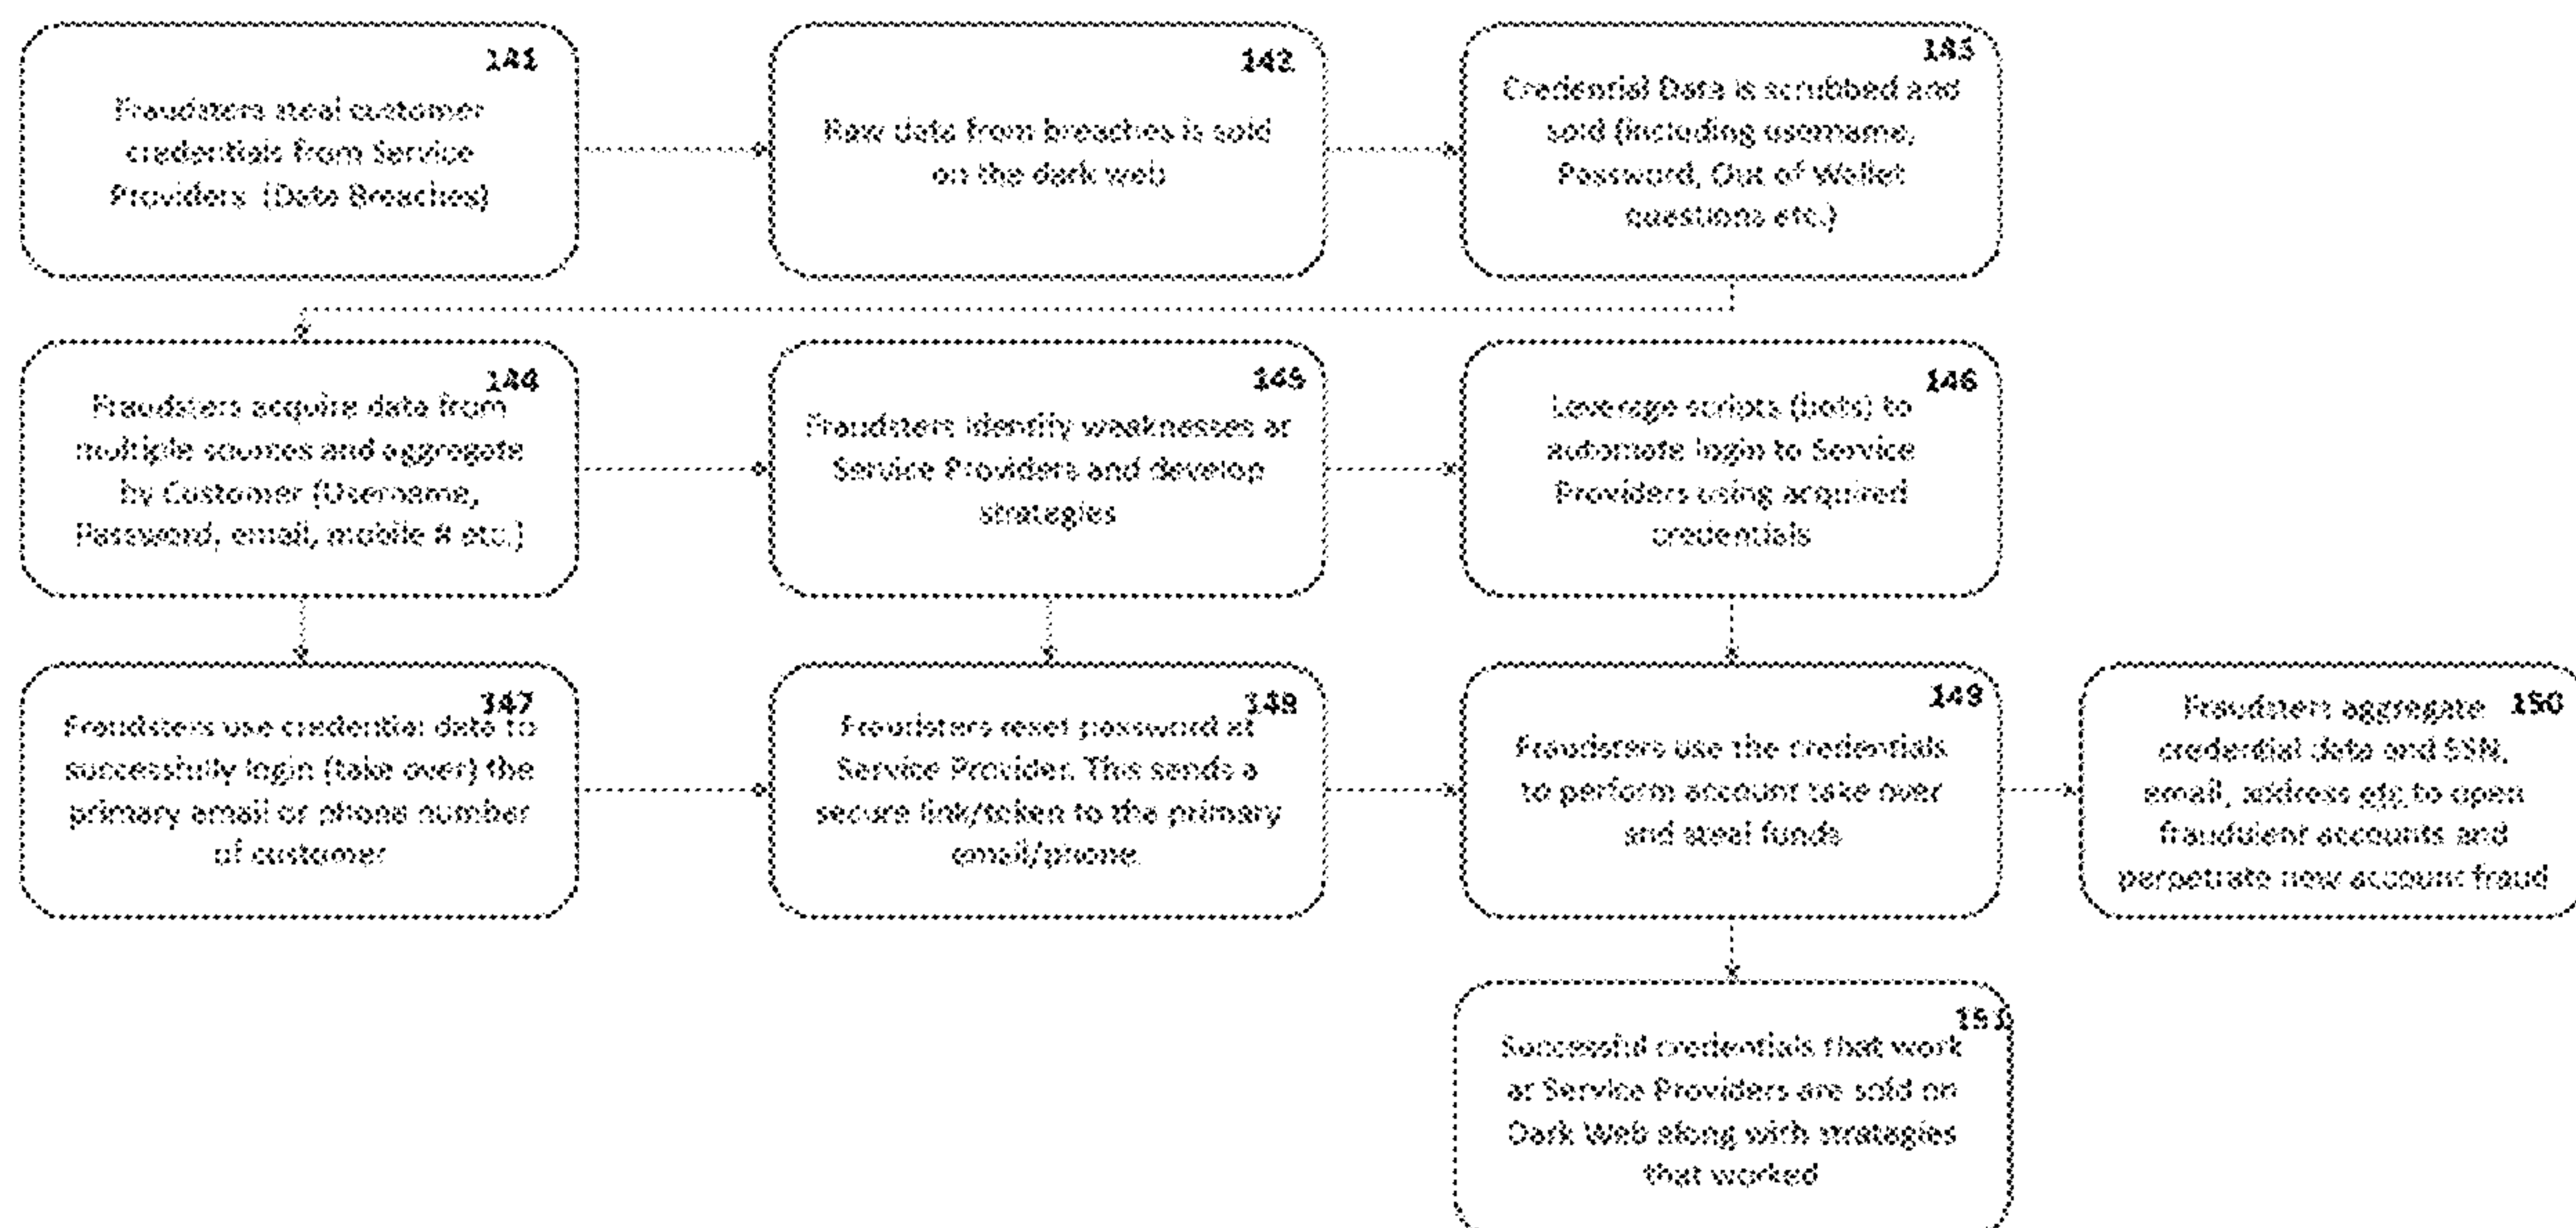 141
Fraudsters steal customer
credentials from Service
Providers (Data Breaches)
142
Raw data from breaches is sold
on the dark web
143
Credential Data is scrubbed and
sold (including username,
Password, Out of Wallet
questions etc.)
144
Fraudsters acquire data from
multiple sources and aggregate
by Customer (Username,
Password, email, mobile # etc.)
145
Fraudsters identify weaknesses at
Service Providers and develop
strategies
146
Leverage scripts (bots) to
automate login to Service
Providers using acquired
credentials
147
Fraudsters use credential data to
successfully login (take over) the
primary email or phone number
of customer
148
Fraudsters reset password at
Service Provider. This sends a
secure link/token to the primary
email/phone.
149
Fraudsters use the credentials
to perform account take over
and steal funds
150
Fraudsters aggregate
credential data and SSN,
email, address etc to open
fraudulent accounts and
perpetrate new account fraud
151
Successful credentials that work
at Service Providers are sold on
Dark Web along with strategies
that worked